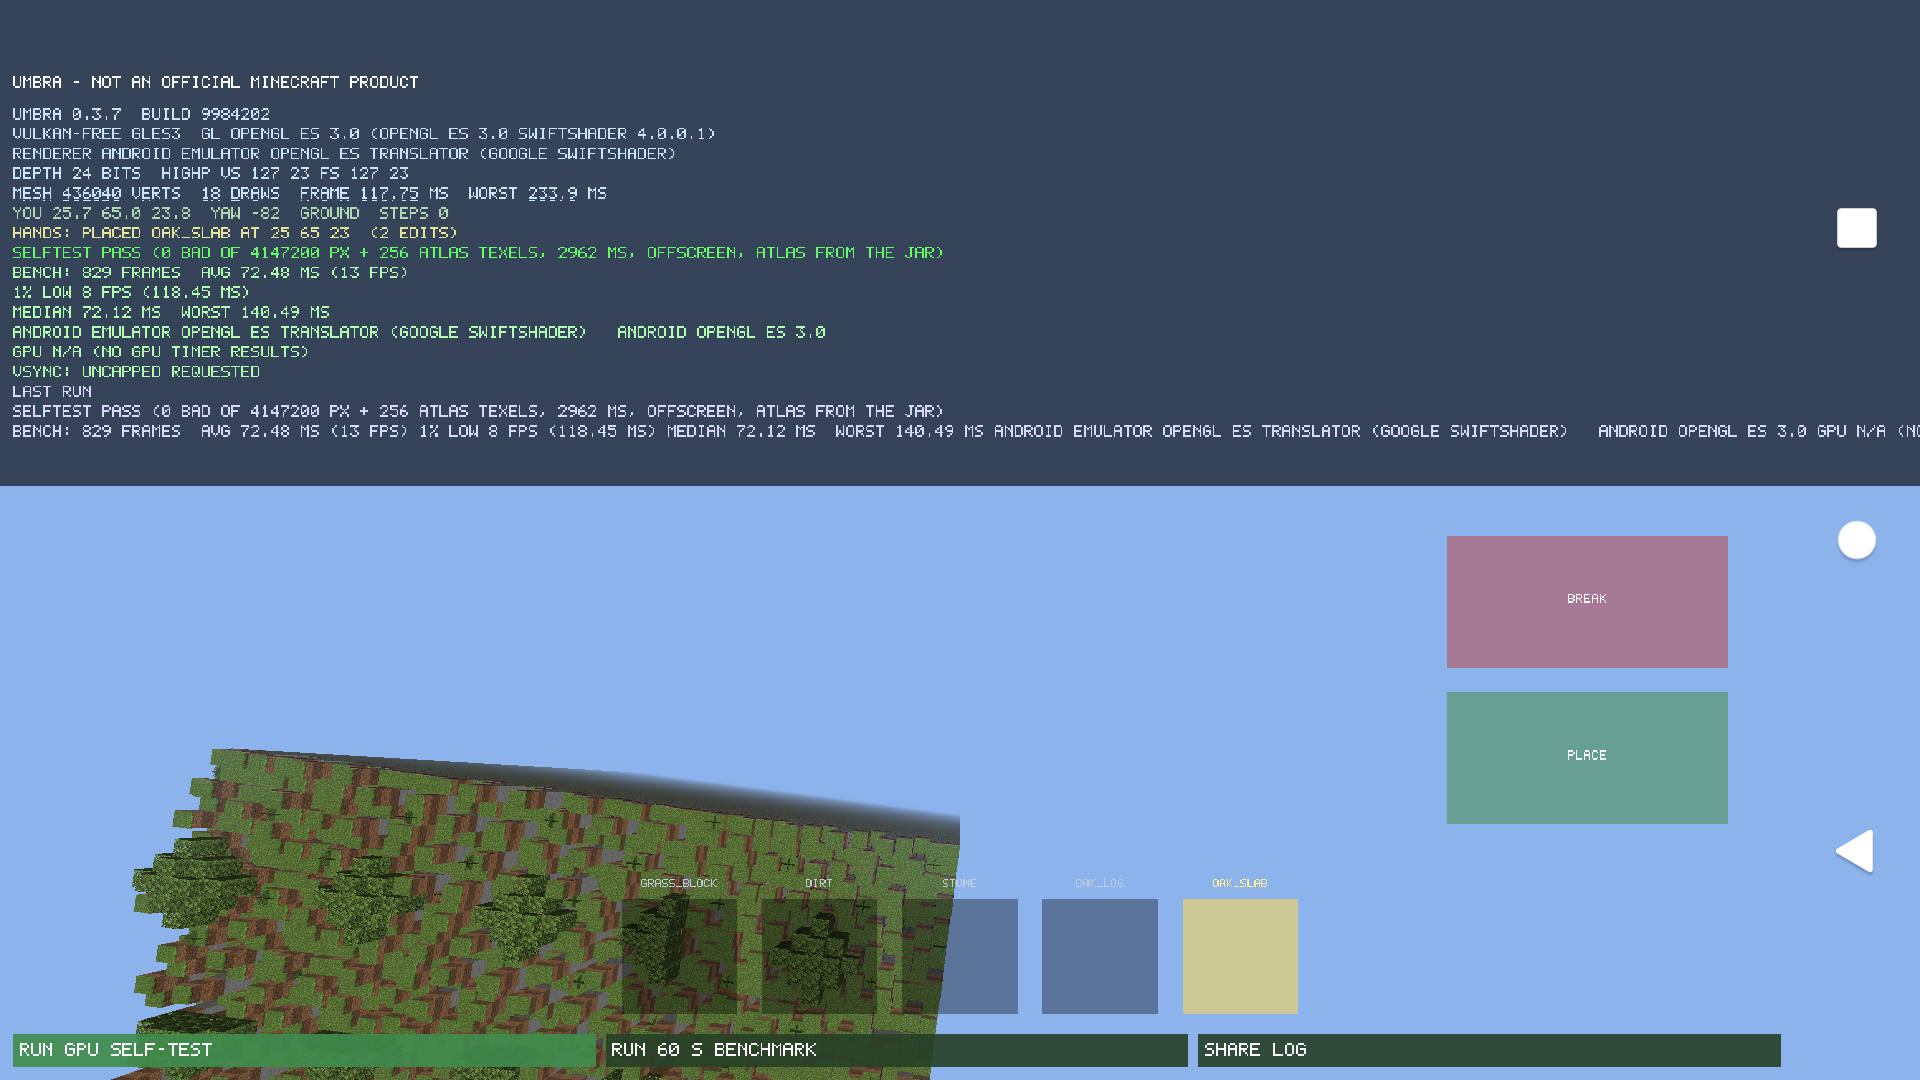 UMBRA - NOT AN OFFICIAL MINECRAFT PRODUCT
UMBRA 0.3.7  BUILD 9984202
VULKAN-FREE GLES3  GL OPENGL ES 3.0 (OPENGL ES 3.0 SWIFTSHADER 4.0.0.1)
RENDERER ANDROID EMULATOR OPENGL ES TRANSLATOR (GOOGLE SWIFTSHADER)
DEPTH 24 BITS  HIGHP VS 127 23 FS 127 23
MESH 436040 VERTS  18 DRAWS  FRAME 117.75 MS  WORST 233.9 MS
YOU 25.7 65.0 23.8  YAW -82  GROUND  STEPS 0
HANDS: PLACED OAK_SLAB AT 25 65 23  (2 EDITS)
SELFTEST PASS (0 BAD OF 4147200 PX + 256 ATLAS TEXELS, 2962 MS, OFFSCREEN, ATLAS FROM THE JAR)
BENCH: 829 FRAMES  AVG 72.48 MS (13 FPS)
1% LOW 8 FPS (118.45 MS)
MEDIAN 72.12 MS  WORST 140.49 MS
ANDROID EMULATOR OPENGL ES TRANSLATOR (GOOGLE SWIFTSHADER)   ANDROID OPENGL ES 3.0
GPU N/A (NO GPU TIMER RESULTS)
VSYNC: UNCAPPED REQUESTED
LAST RUN
SELFTEST PASS (0 BAD OF 4147200 PX + 256 ATLAS TEXELS, 2962 MS, OFFSCREEN, ATLAS FROM THE JAR)
BENCH: 829 FRAMES  AVG 72.48 MS (13 FPS) 1% LOW 8 FPS (118.45 MS) MEDIAN 72.12 MS  WORST 140.49 MS ANDROID EMULATOR OPENGL ES TRANSLATOR (GOOGLE SWIFTSHADER)   ANDROID OPENGL ES 3.0 GPU N/A (NO
BREAK
PLACE
GRASS_BLOCK DIRT STONE OAK_LOG OAK_SLAB
RUN GPU SELF-TEST RUN 60 S BENCHMARK SHARE LOG